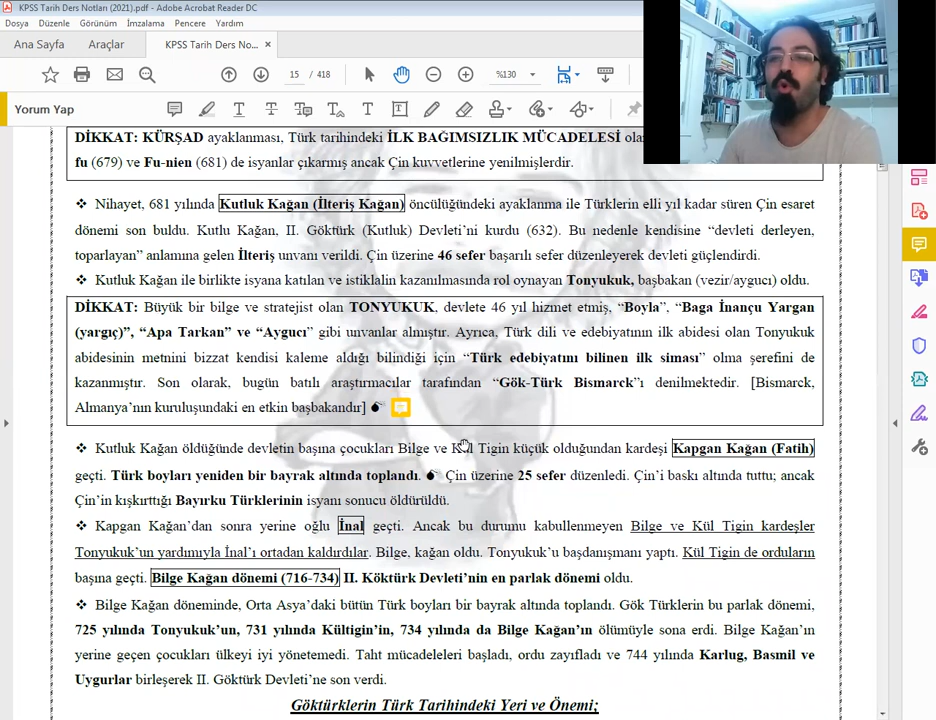 KPSS Tarih Ders Notları (2021).pdf - Adobe Acrobat Reader DC
Dosya Düzenle Görünüm İmzalama Pencere Yardım
Ana Sayfa Araçlar KPSS Tarih Ders No... ×
15 / 418 %130
Yorum Yap
DİKKAT: KÜRŞAD ayaklanması, Türk tarihindeki İLK BAĞIMSIZLIK MÜCADELESİ
fu (679) ve Fu-nien (681) de isyanlar çıkarmış ancak Çin kuvvetlerine yenilmişlerdir.
❖ Nihayet, 681 yılında Kutluk Kağan (İlteriş Kağan) öncülüğündeki ayaklanma ile Türklerin elli yıl kadar süren Çin esaret
dönemi son buldu. Kutlu Kağan, II. Göktürk (Kutluk) Devleti’ni kurdu (632). Bu nedenle kendisine “devleti derleyen,
toparlayan” anlamına gelen İlteriş unvanı verildi. Çin üzerine 46 sefer başarılı sefer düzenleyerek devleti güçlendirdi.
❖ Kutluk Kağan ile birlikte isyana katılan ve istiklalin kazanılmasında rol oynayan Tonyukuk, başbakan (vezir/aygucı) oldu.
DİKKAT: Büyük bir bilge ve stratejist olan TONYUKUK, devlete 46 yıl hizmet etmiş, “Boyla”, “Baga İnançu Yargan
(yargıç)”, “Apa Tarkan” ve “Aygucı” gibi unvanlar almıştır. Ayrıca, Türk dili ve edebiyatının ilk abidesi olan Tonyukuk
abidesinin metnini bizzat kendisi kaleme aldığı bilindiği için “Türk edebiyatını bilinen ilk siması” olma şerefini de
kazanmıştır. Son olarak, bugün batılı araştırmacılar tarafından “Gök-Türk Bismarck”ı denilmektedir. [Bismarck,
Almanya’nın kuruluşundaki en etkin başbakandır]
❖ Kutluk Kağan öldüğünde devletin başına çocukları Bilge ve Kül Tigin küçük olduğundan kardeşi Kapgan Kağan (Fatih)
geçti. Türk boyları yeniden bir bayrak altında toplandı. Çin üzerine 25 sefer düzenledi. Çin’i baskı altında tuttu; ancak
Çin’in kışkırttığı Bayırku Türklerinin isyanı sonucu öldürüldü.
❖ Kapgan Kağan’dan sonra yerine oğlu İnal geçti. Ancak bu durumu kabullenmeyen Bilge ve Kül Tigin kardeşler
Tonyukuk’un yardımıyla İnal’ı ortadan kaldırdılar. Bilge, kağan oldu. Tonyukuk’u başdanışmanı yaptı. Kül Tigin de orduların
başına geçti. Bilge Kağan dönemi (716-734) II. Köktürk Devleti’nin en parlak dönemi oldu.
❖ Bilge Kağan döneminde, Orta Asya’daki bütün Türk boyları bir bayrak altında toplandı. Gök Türklerin bu parlak dönemi,
725 yılında Tonyukuk’un, 731 yılında Kültigin’in, 734 yılında da Bilge Kağan’ın ölümüyle sona erdi. Bilge Kağan’ın
yerine geçen çocukları ülkeyi iyi yönetemedi. Taht mücadeleleri başladı, ordu zayıfladı ve 744 yılında Karlug, Basmil ve
Uygurlar birleşerek II. Göktürk Devleti’ne son verdi.
Göktürklerin Türk Tarihindeki Yeri ve Önemi;